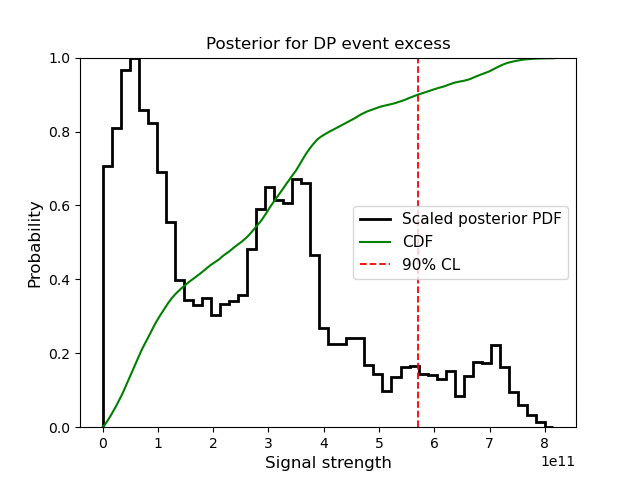 Posterior for DP event excess
Probability
1.0
0.8
0.6
0.4
0.2
0.0
Scaled posterior PDF
CDF
90% CL
0 1 2 3 4 5 6 7 8
1e11
Signal strength